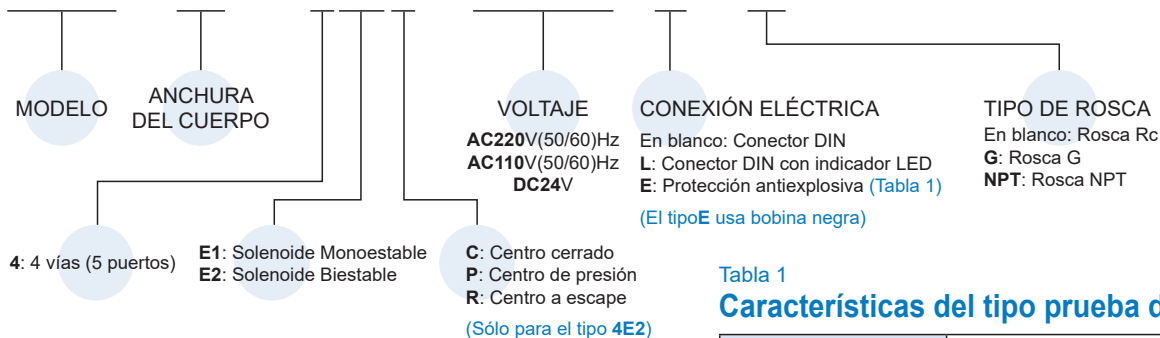 MODELO
ANCHURA
DEL CUERPO
VOLTAJE
AC220V(50/60)Hz
AC110V(50/60)Hz
DC24V
CONEXIÓN ELÉCTRICA
En blanco: Conector DIN
L: Conector DIN con indicador LED
E: Protección antiexplosiva (Tabla 1)
(El tipoE usa bobina negra)
TIPO DE ROSCA
En blanco: Rosca Rc
G: Rosca G
NPT: Rosca NPT
4: 4 vías (5 puertos)
E1: Solenoide Monoestable
E2: Solenoide Biestable
C: Centro cerrado
P: Centro de presión
R: Centro a escape
(Sólo para el tipo 4E2)
Tabla 1
Características del tipo prueba d